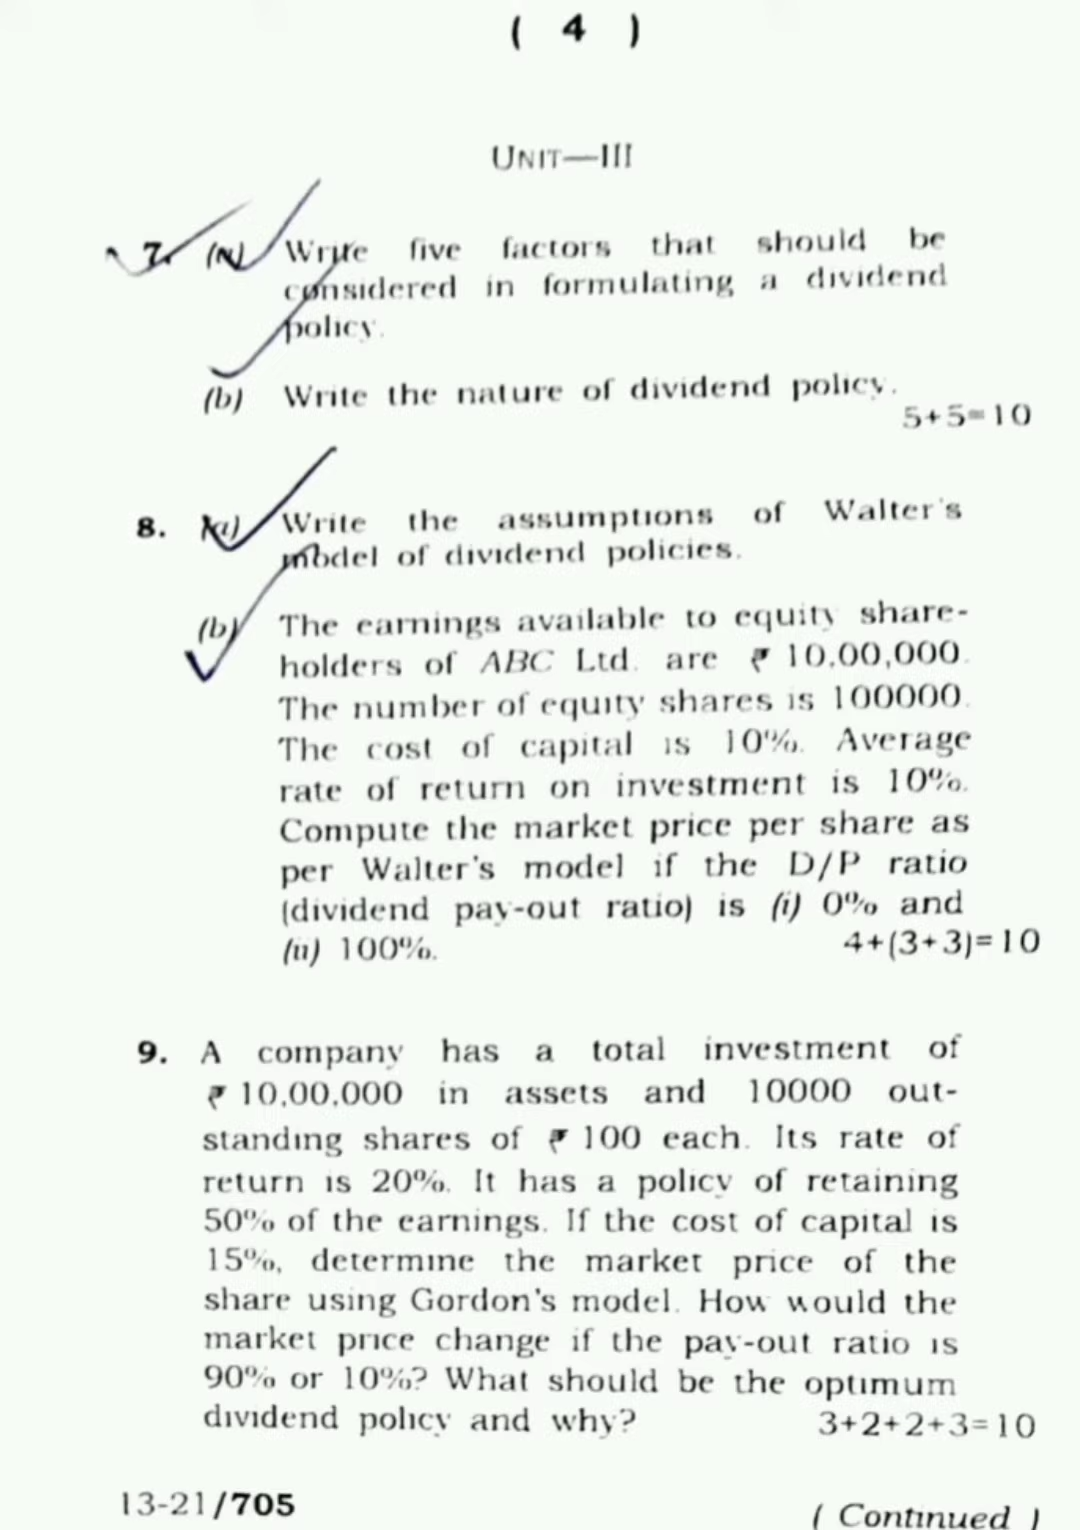 ( 4 )
UNIT—III
7. (a) Write five factors that should be
considered in formulating a dividend
policy.
(b) Write the nature of dividend policy.
5+5=10
8. (a) Write the assumptions of Walter's
model of dividend policies.
(b) The earnings available to equity share-
holders of ABC Ltd. are ₹ 10,00,000.
The number of equity shares is 100000.
The cost of capital is 10%. Average
rate of return on investment is 10%.
Compute the market price per share as
per Walter's model if the D/P ratio
(dividend pay-out ratio) is (i) 0% and
(ii) 100%.
4+(3+3)=10
9. A company has a total investment of
₹ 10,00,000 in assets and 10000 out-
standing shares of ₹ 100 each. Its rate of
return is 20%. It has a policy of retaining
50% of the earnings. If the cost of capital is
15%, determine the market price of the
share using Gordon's model. How would the
market price change if the pay-out ratio is
90% or 10%? What should be the optimum
dividend policy and why?
3+2+2+3=10
13-21/705
( Continued )